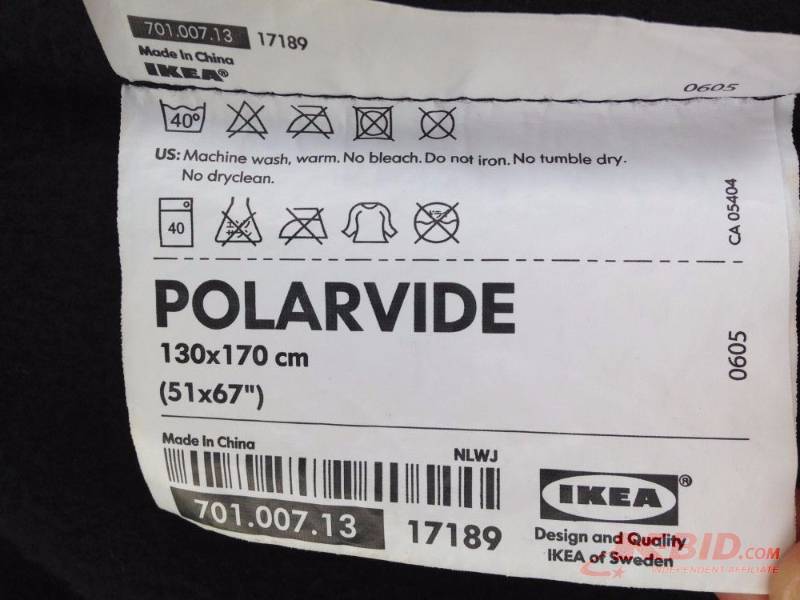 701.007.13 17189
Made In China
IKEA®
0605
40°
US: Machine wash, warm. No bleach. Do not iron. No tumble dry.
No dryclean.
40
CA 05404
POLARVIDE
130x170 cm
(51x67")
0605
Made In China
NLWJ
701.007.13 17189
IKEA®
Design and Quality
IKEA of Sweden
BID.COM
INDEPENDENT AFFILIATE